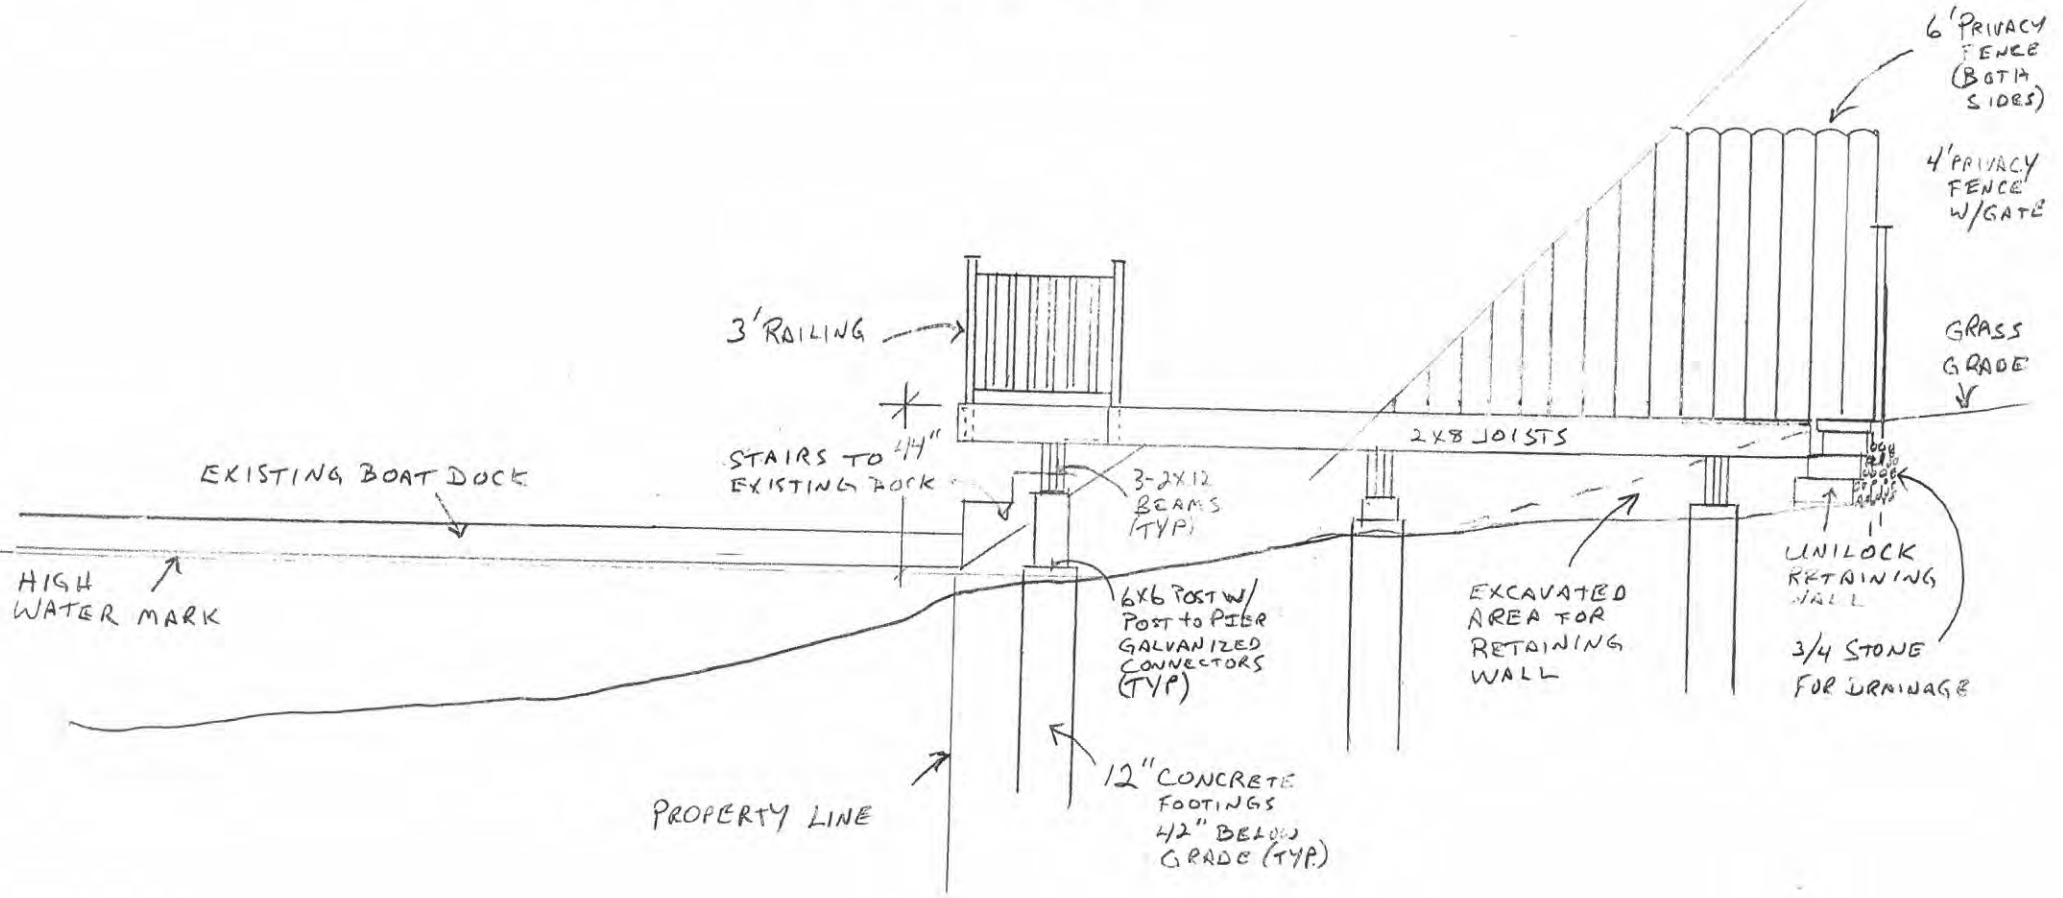 6' PRIVACY
FENCE
(BOTH
SIDES)
4' PRIVACY
FENCE
W/GATE
GRASS
GRADE
3' RAILING
2X8 JOISTS
44"
STAIRS TO
EXISTING DOCK
EXISTING BOAT DOCK
3-2X12
BEAMS
(TYP)
HIGH
WATER MARK
6X6 POST W/
POST to PIER
GALVANIZED
CONNECTORS
(TYP)
EXCAVATED
AREA FOR
RETAINING
WALL
UNILOCK
RETAINING
WALL
3/4 STONE
FOR DRAINAGE
PROPERTY LINE
12" CONCRETE
FOOTINGS
42" BELOW
GRADE (TYP.)